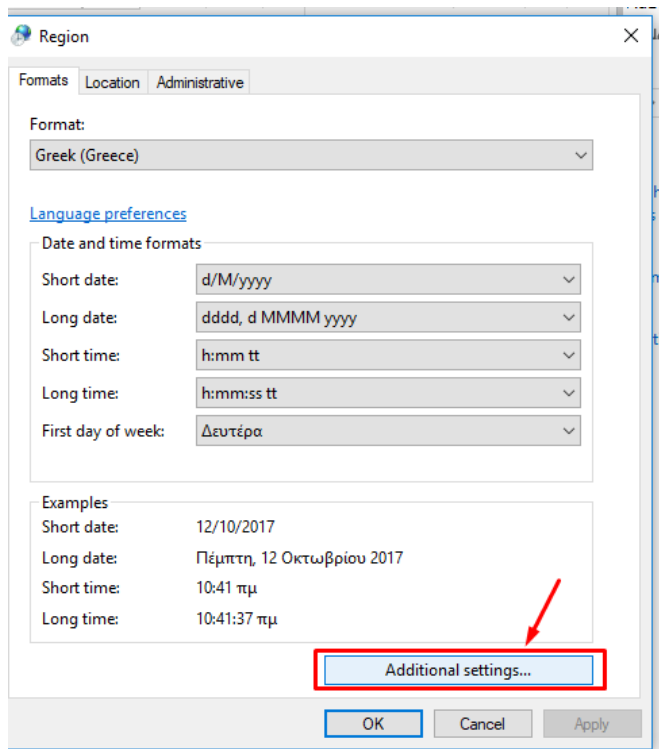 Region
Formats Location Administrative
Format:
Greek (Greece)
Language preferences
Date and time formats
Short date: d/M/yyyy
Long date: dddd, d MMMM yyyy
Short time: h:mm tt
Long time: h:mm:ss tt
First day of week: Δευτέρα
Examples
Short date: 12/10/2017
Long date: Πέμπτη, 12 Οκτωβρίου 2017
Short time: 10:41 πμ
Long time: 10:41:37 πμ
Additional settings...
OK Cancel Apply